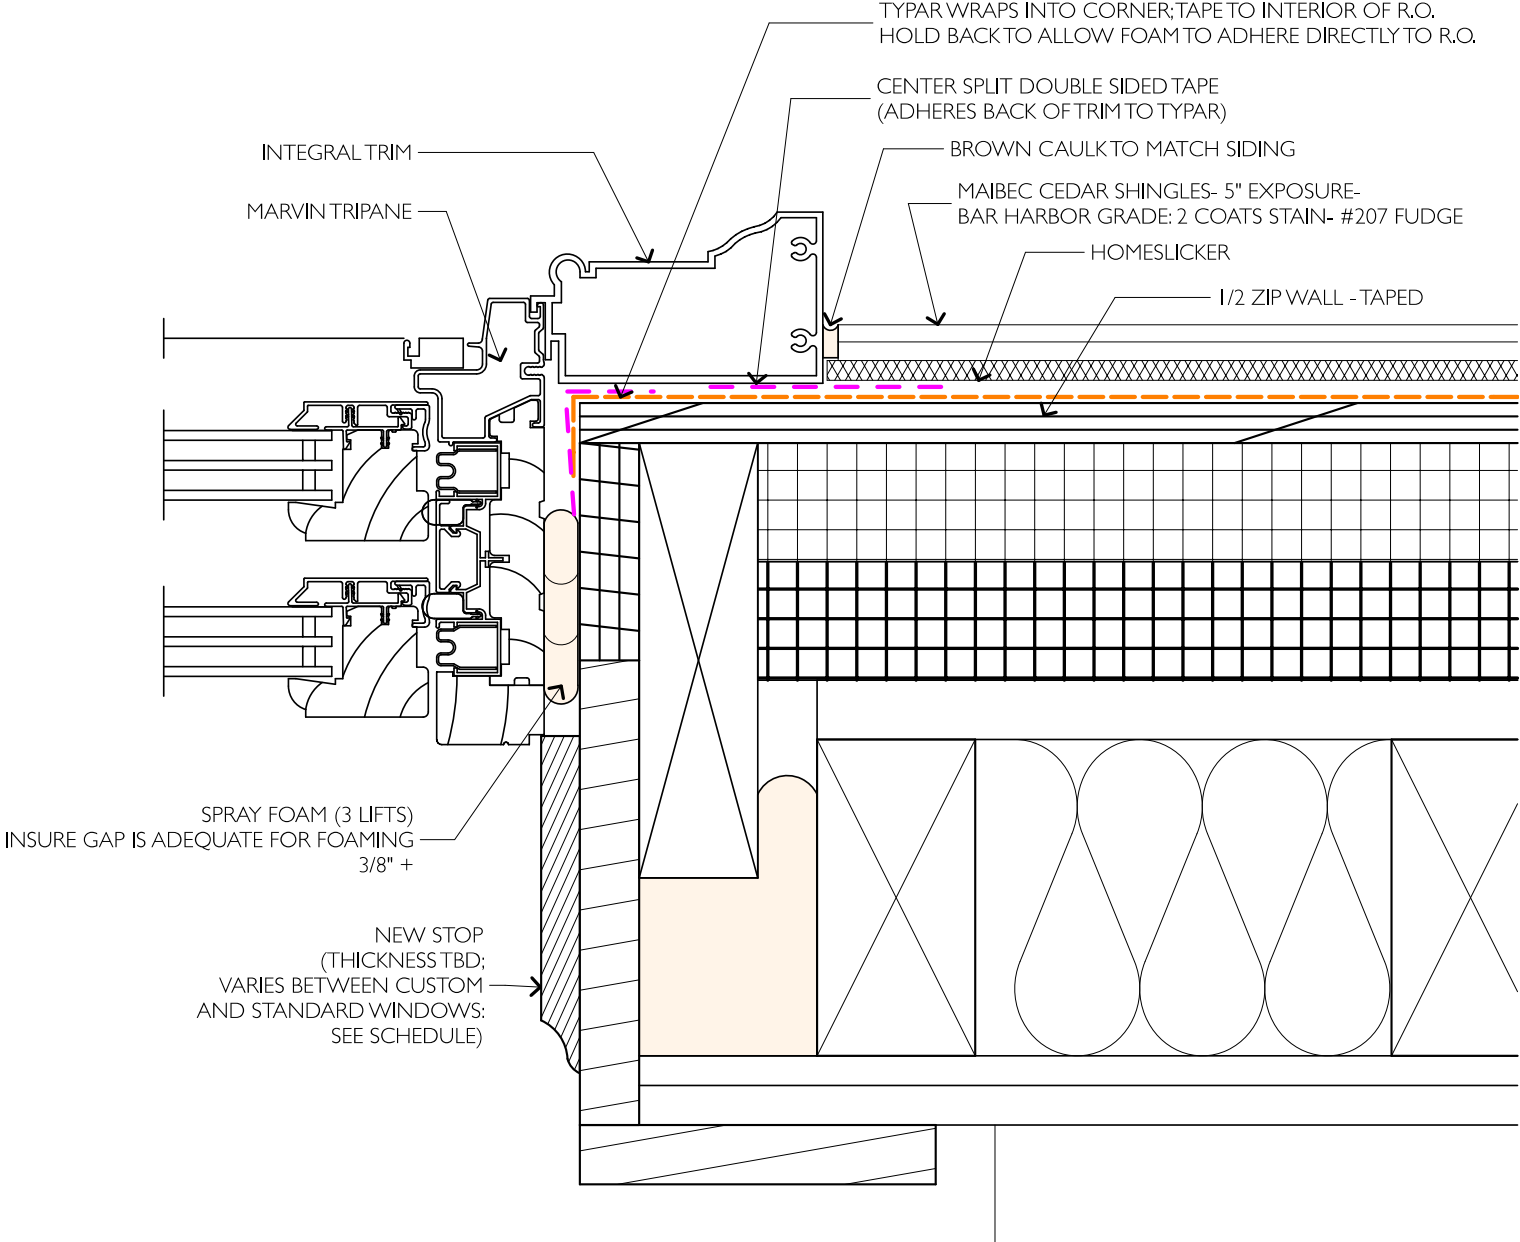 TYPAR WRAPS INTO CORNER; TAPE TO INTERIOR OF R.O.
HOLD BACK TO ALLOW FOAM TO ADHERE DIRECTLY TO R.O.
CENTER SPLIT DOUBLE SIDED TAPE
(ADHERES BACK OF TRIM TO TYPAR)
INTEGRAL TRIM
BROWN CAULK TO MATCH SIDING
MARVIN TRIPANE
MAIBEC CEDAR SHINGLES- 5" EXPOSURE-
BAR HARBOR GRADE: 2 COATS STAIN- #207 FUDGE
HOMESLICKER
1/2 ZIP WALL - TAPED
SPRAY FOAM (3 LIFTS)
INSURE GAP IS ADEQUATE FOR FOAMING
3/8" +
NEW STOP
(THICKNESS TBD;
VARIES BETWEEN CUSTOM
AND STANDARD WINDOWS:
SEE SCHEDULE)